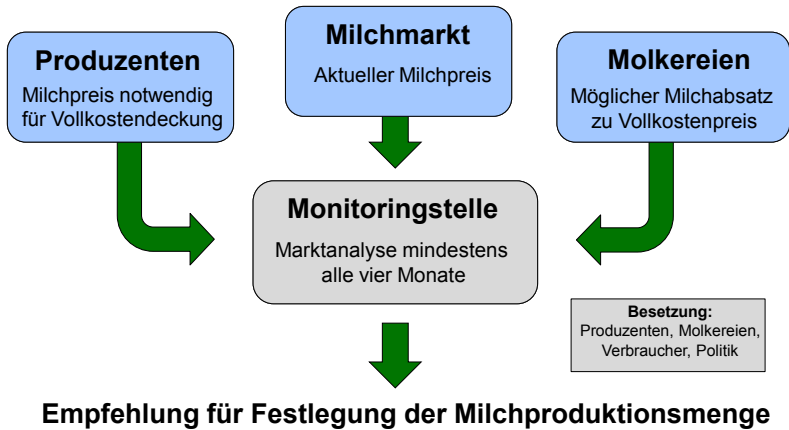 Produzenten
Milchpreis notwendig
für Vollkostendeckung
Milchmarkt
Aktueller Milchpreis
Molkereien
Möglicher Milchabsatz
zu Vollkostenpreis
Monitoringstelle
Marktanalyse mindestens
alle vier Monate
Besetzung:
Produzenten, Molkereien,
Verbraucher, Politik
Empfehlung für Festlegung der Milchproduktionsmenge